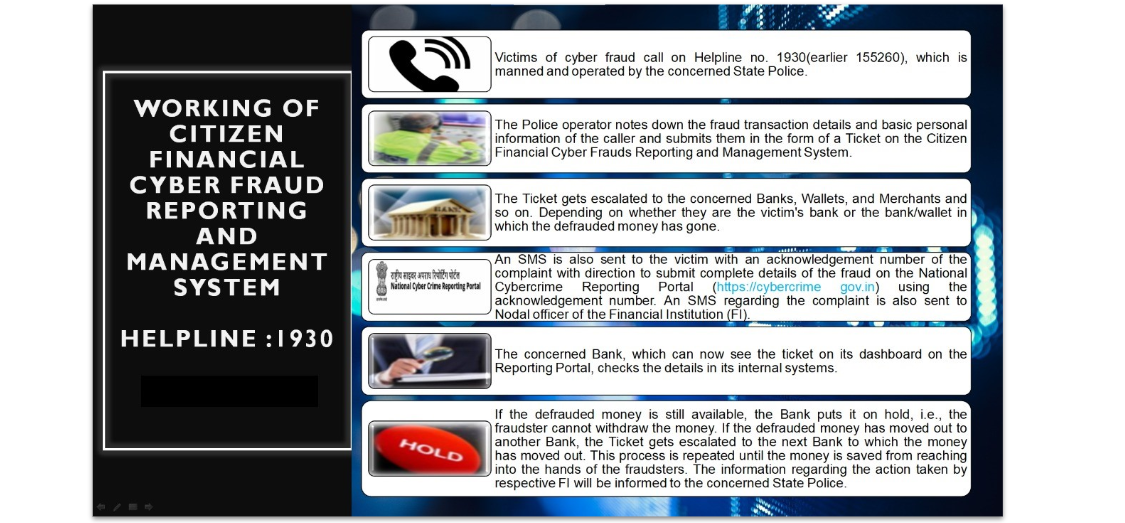 WORKING OF
CITIZEN
FINANCIAL
CYBER FRAUD
REPORTING
AND
MANAGEMENT
SYSTEM
HELPLINE :1930
Victims of cyber fraud call on Helpline no. 1930(earlier 155260), which is
manned and operated by the concerned State Police.
The Police operator notes down the fraud transaction details and basic personal
information of the caller and submits them in the form of a Ticket on the Citizen
Financial Cyber Frauds Reporting and Management System.
BANK
The Ticket gets escalated to the concerned Banks, Wallets, and Merchants and
so on. Depending on whether they are the victim's bank or the bank/wallet in
which the defrauded money has gone.
राष्ट्रीय साइबर अपराध रिपोर्टिंग पोर्टल
National Cyber Crime Reporting Portal
An SMS is also sent to the victim with an acknowledgement number of the
complaint with direction to submit complete details of the fraud on the National
Cybercrime Reporting Portal (https://cybercrime gov.in) using the
acknowledgement number. An SMS regarding the complaint is also sent to
Nodal officer of the Financial Institution (FI).
The concerned Bank, which can now see the ticket on its dashboard on the
Reporting Portal, checks the details in its internal systems.
HOLD
If the defrauded money is still available, the Bank puts it on hold, i.e., the
fraudster cannot withdraw the money. If the defrauded money has moved out to
another Bank, the Ticket gets escalated to the next Bank to which the money
has moved out. This process is repeated until the money is saved from reaching
into the hands of the fraudsters. The information regarding the action taken by
respective FI will be informed to the concerned State Police.